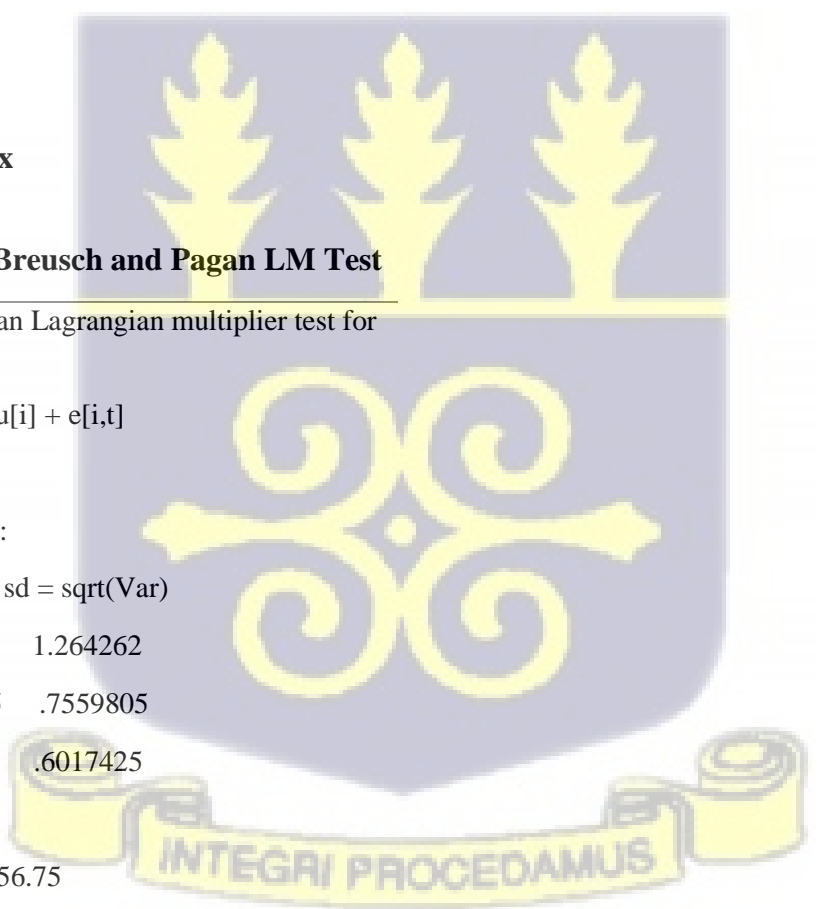 x
Breusch and Pagan LM Test
an Lagrangian multiplier test for
u[i] + e[i,t]
:
sd = sqrt(Var)
1.264262
.7559805
.6017425
56.75
INTEGRI PROCEDAMUS